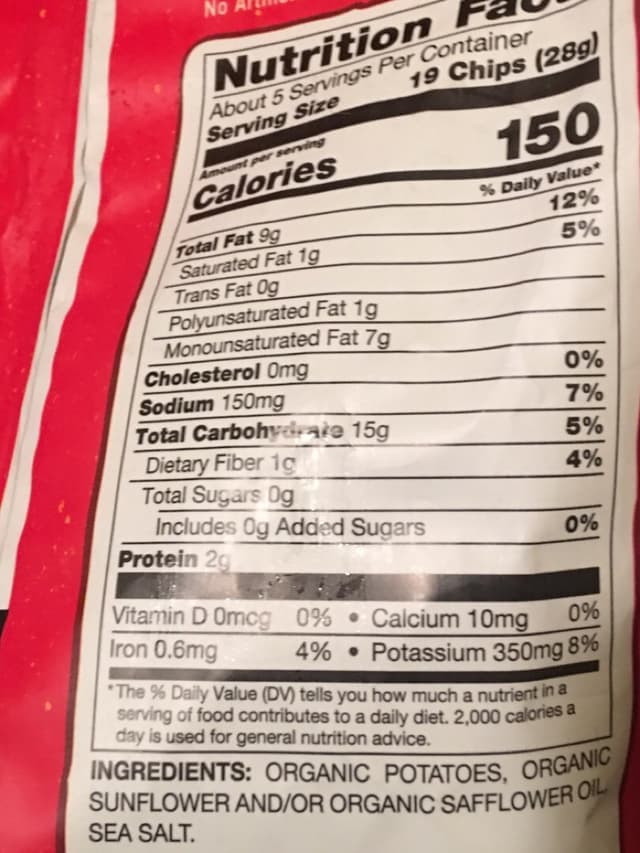 No
Nutrition
About 5 Servings Per Container
Serving Size 19 Chips (28g)
Amount per serving
Calories 150
% Daily Value*
Total Fat 9g 12%
Saturated Fat 1g 5%
Trans Fat 0g
Polyunsaturated Fat 1g
Monounsaturated Fat 7g
Cholesterol 0mg 0%
Sodium 150mg 7%
Total Carbohydrate 15g 5%
Dietary Fiber 1g 4%
Total Sugars 0g
Includes 0g Added Sugars 0%
Protein 2g
Vitamin D 0mcg 0% • Calcium 10mg 0%
Iron 0.6mg 4% • Potassium 350mg 8%
*The % Daily Value (DV) tells you how much a nutrient in a
serving of food contributes to a daily diet. 2,000 calories a
day is used for general nutrition advice.
INGREDIENTS: ORGANIC POTATOES, ORGANIC
SUNFLOWER AND/OR ORGANIC SAFFLOWER OIL,
SEA SALT.